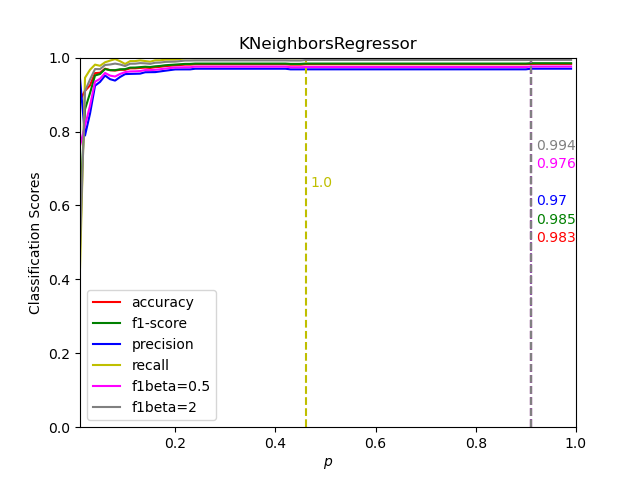 KNeighborsRegressor
Classification Scores
1.0
0.8
0.6
0.4
0.2
0.0
0.994
0.976
1.0
0.97
0.985
0.983
accuracy
f1-score
precision
recall
f1beta=0.5
f1beta=2
0.2 0.4 0.6 0.8 1.0
p